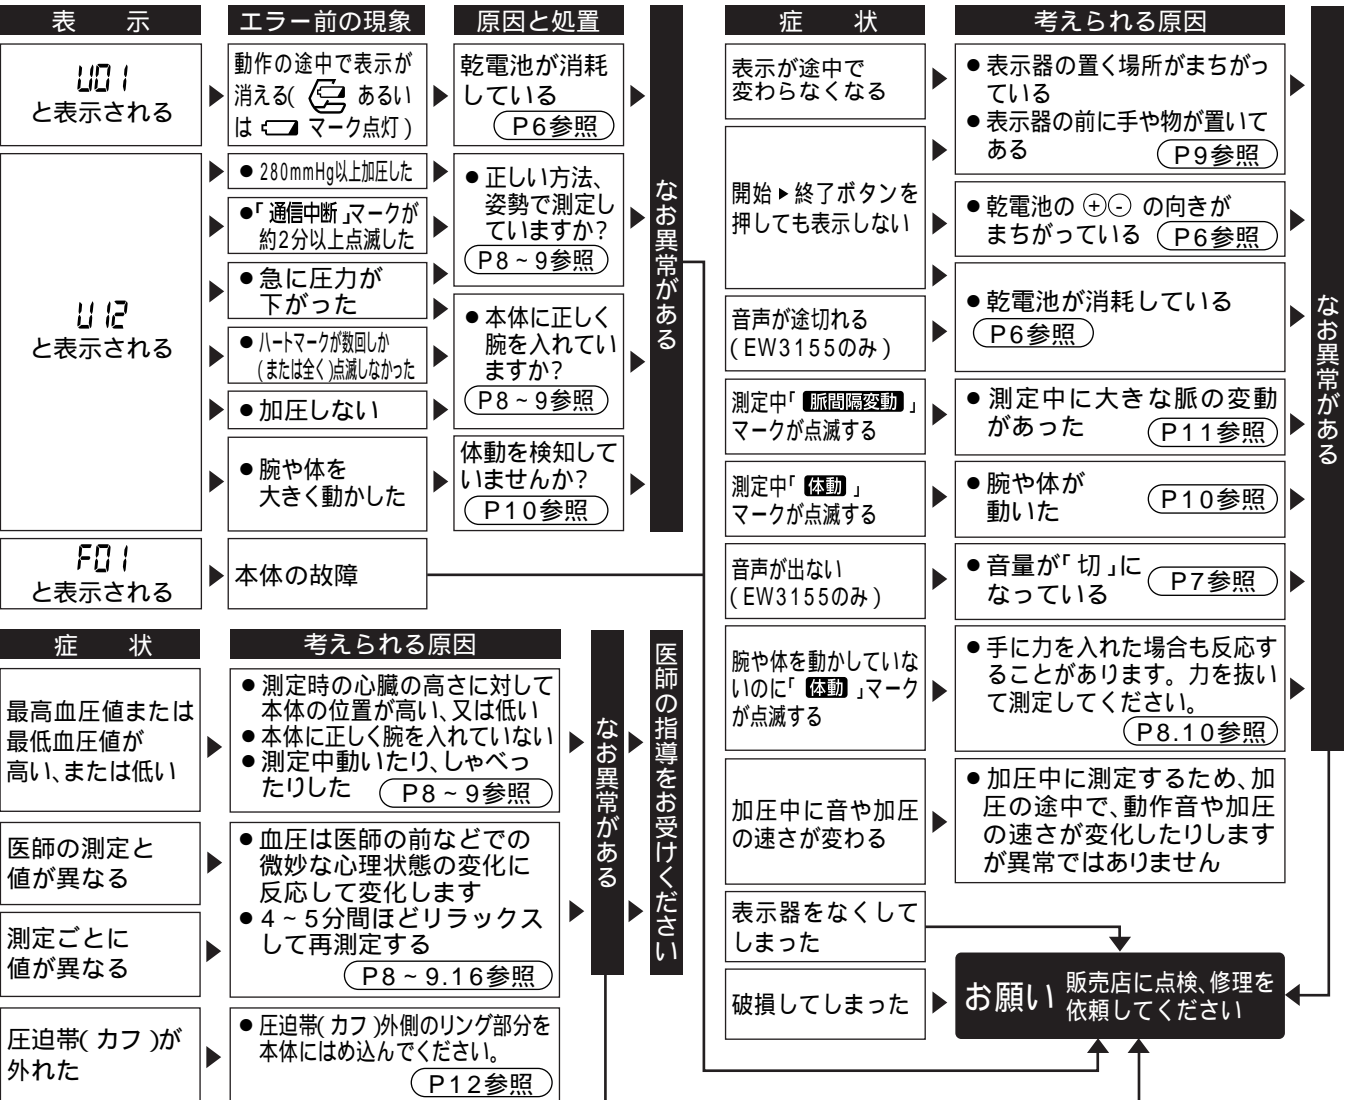 表　示
エラー前の現象
原因と処置
U01
と表示される
動作の途中で表示が
消える( あるい
は マーク点灯)
乾電池が消耗
している
P6参照
U12
と表示される
●280mmHg以上加圧した
●「通信中断」マークが
約2分以上点滅した
●急に圧力が
下がった
●ハートマークが数回しか
(または全く)点滅しなかった
●加圧しない
●腕や体を
大きく動かした
●正しい方法、
姿勢で測定し
ていますか?
P8~9参照
●本体に正しく
腕を入れてい
ますか?
P8~9参照
体動を検知して
いませんか?
P10参照
F01
と表示される
本体の故障
なお異常がある
症　状
考えられる原因
最高血圧値または
最低血圧値が
高い、または低い
●測定時の心臓の高さに対して
本体の位置が高い、又は低い
●本体に正しく腕を入れていない
●測定中動いたり、しゃべっ
たりした P8~9参照
医師の測定と
値が異なる
測定ごとに
値が異なる
●血圧は医師の前などでの
微妙な心理状態の変化に
反応して変化します
●4~5分間ほどリラックス
して再測定する
P8~9.16参照
圧迫帯(カフ)が
外れた
●圧迫帯(カフ)外側のリング部分を
本体にはめ込んでください。
P12参照
なお異常がある
医師の指導をお受けください
症　状
考えられる原因
表示が途中で
変わらなくなる
●表示器の置く場所がまちがっ
ている
●表示器の前に手や物が置いて
ある P9参照
開始▶終了ボタンを
押しても表示しない
●乾電池の⊕⊖の向きが
まちがっている P6参照
音声が途切れる
(EW3155のみ)
●乾電池が消耗している
P6参照
測定中「脈間隔変動」
マークが点滅する
●測定中に大きな脈の変動
があった P11参照
測定中「体動」
マークが点滅する
●腕や体が
動いた P10参照
音声が出ない
(EW3155のみ)
●音量が「切」に
なっている P7参照
腕や体を動かしていな
いのに「体動」マーク
が点滅する
●手に力を入れた場合も反応す
ることがあります。力を抜い
て測定してください。
P8.10参照
加圧中に音や加圧
の速さが変わる
●加圧中に測定するため、加
圧の途中で、動作音や加圧
の速さが変化したりします
が異常ではありません
表示器をなくして
しまった
破損してしまった
なお異常がある
お願い
販売店に点検、修理を
依頼してください